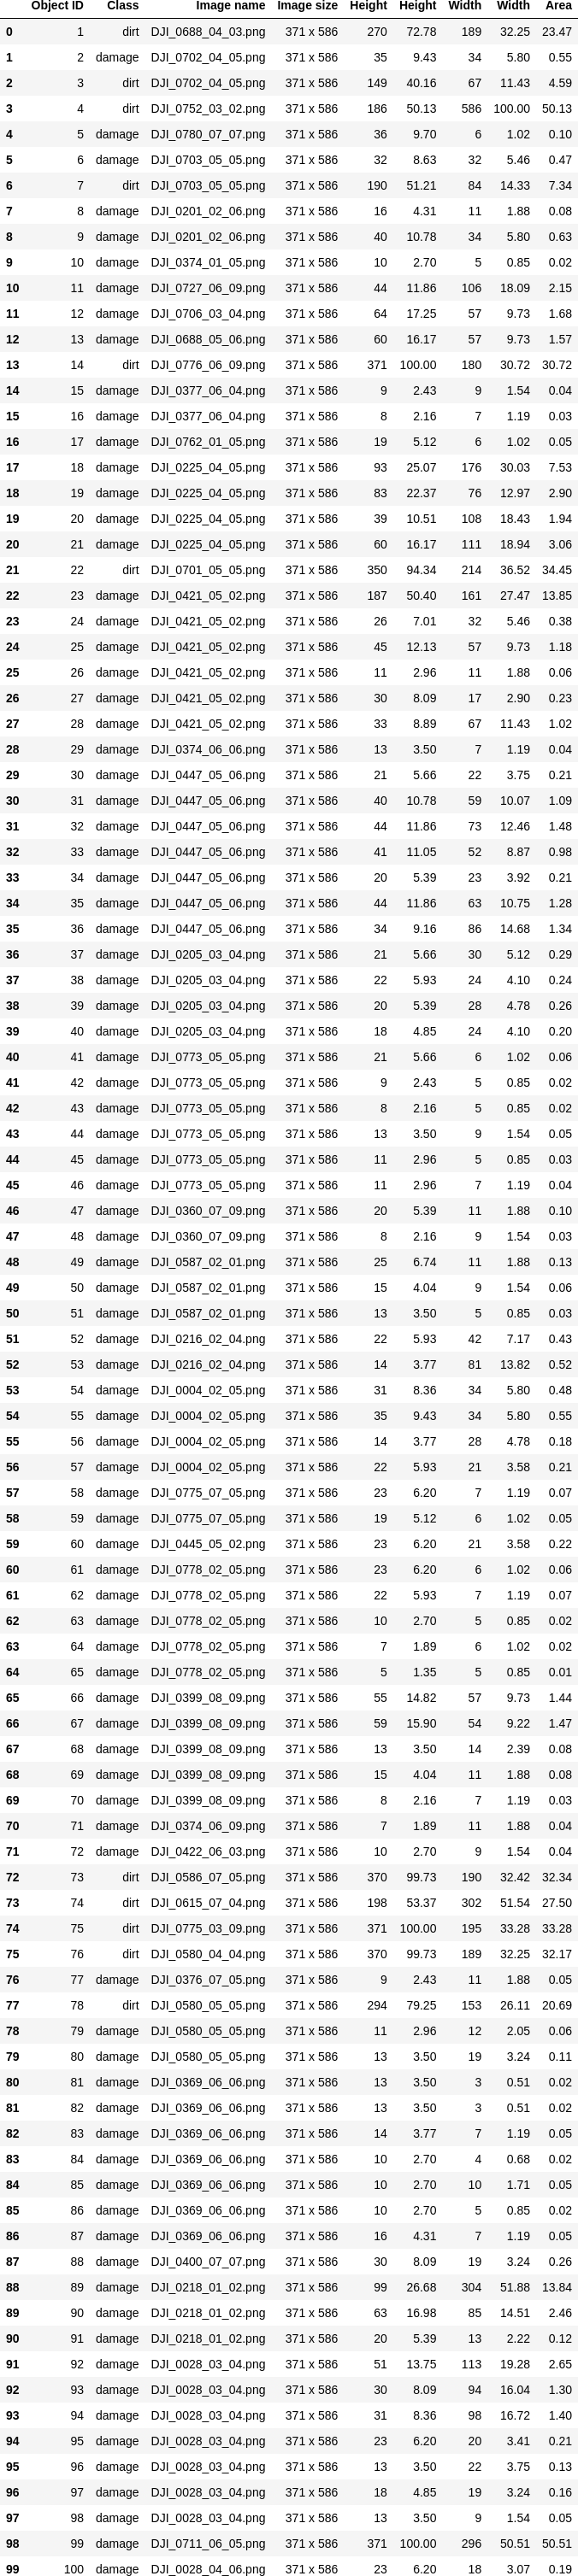 Object ID Class Image name Image size Height Height Width Width Area
0 1 dirt DJI_0688_04_03.png 371 x 586 270 72.78 189 32.25 23.47
1 2 damage DJI_0702_04_05.png 371 x 586 35 9.43 34 5.80 0.55
2 3 dirt DJI_0702_04_05.png 371 x 586 149 40.16 67 11.43 4.59
3 4 dirt DJI_0752_03_02.png 371 x 586 186 50.13 586 100.00 50.13
4 5 damage DJI_0780_07_07.png 371 x 586 36 9.70 6 1.02 0.10
5 6 damage DJI_0703_05_05.png 371 x 586 32 8.63 32 5.46 0.47
6 7 dirt DJI_0703_05_05.png 371 x 586 190 51.21 84 14.33 7.34
7 8 damage DJI_0201_02_06.png 371 x 586 16 4.31 11 1.88 0.08
8 9 damage DJI_0201_02_06.png 371 x 586 40 10.78 34 5.80 0.63
9 10 damage DJI_0374_01_05.png 371 x 586 10 2.70 5 0.85 0.02
10 11 damage DJI_0727_06_09.png 371 x 586 44 11.86 106 18.09 2.15
11 12 damage DJI_0706_03_04.png 371 x 586 64 17.25 57 9.73 1.68
12 13 damage DJI_0688_05_06.png 371 x 586 60 16.17 57 9.73 1.57
13 14 dirt DJI_0776_06_09.png 371 x 586 371 100.00 180 30.72 30.72
14 15 damage DJI_0377_06_04.png 371 x 586 9 2.43 9 1.54 0.04
15 16 damage DJI_0377_06_04.png 371 x 586 8 2.16 7 1.19 0.03
16 17 damage DJI_0762_01_05.png 371 x 586 19 5.12 6 1.02 0.05
17 18 damage DJI_0225_04_05.png 371 x 586 93 25.07 176 30.03 7.53
18 19 damage DJI_0225_04_05.png 371 x 586 83 22.37 76 12.97 2.90
19 20 damage DJI_0225_04_05.png 371 x 586 39 10.51 108 18.43 1.94
20 21 damage DJI_0225_04_05.png 371 x 586 60 16.17 111 18.94 3.06
21 22 dirt DJI_0701_05_05.png 371 x 586 350 94.34 214 36.52 34.45
22 23 damage DJI_0421_05_02.png 371 x 586 187 50.40 161 27.47 13.85
23 24 damage DJI_0421_05_02.png 371 x 586 26 7.01 32 5.46 0.38
24 25 damage DJI_0421_05_02.png 371 x 586 45 12.13 57 9.73 1.18
25 26 damage DJI_0421_05_02.png 371 x 586 11 2.96 11 1.88 0.06
26 27 damage DJI_0421_05_02.png 371 x 586 30 8.09 17 2.90 0.23
27 28 damage DJI_0421_05_02.png 371 x 586 33 8.89 67 11.43 1.02
28 29 damage DJI_0374_06_06.png 371 x 586 13 3.50 7 1.19 0.04
29 30 damage DJI_0447_05_06.png 371 x 586 21 5.66 22 3.75 0.21
30 31 damage DJI_0447_05_06.png 371 x 586 40 10.78 59 10.07 1.09
31 32 damage DJI_0447_05_06.png 371 x 586 44 11.86 73 12.46 1.48
32 33 damage DJI_0447_05_06.png 371 x 586 41 11.05 52 8.87 0.98
33 34 damage DJI_0447_05_06.png 371 x 586 20 5.39 23 3.92 0.21
34 35 damage DJI_0447_05_06.png 371 x 586 44 11.86 63 10.75 1.28
35 36 damage DJI_0447_05_06.png 371 x 586 34 9.16 86 14.68 1.34
36 37 damage DJI_0205_03_04.png 371 x 586 21 5.66 30 5.12 0.29
37 38 damage DJI_0205_03_04.png 371 x 586 22 5.93 24 4.10 0.24
38 39 damage DJI_0205_03_04.png 371 x 586 20 5.39 28 4.78 0.26
39 40 damage DJI_0205_03_04.png 371 x 586 18 4.85 24 4.10 0.20
40 41 damage DJI_0773_05_05.png 371 x 586 21 5.66 6 1.02 0.06
41 42 damage DJI_0773_05_05.png 371 x 586 9 2.43 5 0.85 0.02
42 43 damage DJI_0773_05_05.png 371 x 586 8 2.16 5 0.85 0.02
43 44 damage DJI_0773_05_05.png 371 x 586 13 3.50 9 1.54 0.05
44 45 damage DJI_0773_05_05.png 371 x 586 11 2.96 5 0.85 0.03
45 46 damage DJI_0773_05_05.png 371 x 586 11 2.96 7 1.19 0.04
46 47 damage DJI_0360_07_09.png 371 x 586 20 5.39 11 1.88 0.10
47 48 damage DJI_0360_07_09.png 371 x 586 8 2.16 9 1.54 0.03
48 49 damage DJI_0587_02_01.png 371 x 586 25 6.74 11 1.88 0.13
49 50 damage DJI_0587_02_01.png 371 x 586 15 4.04 9 1.54 0.06
50 51 damage DJI_0587_02_01.png 371 x 586 13 3.50 5 0.85 0.03
51 52 damage DJI_0216_02_04.png 371 x 586 22 5.93 42 7.17 0.43
52 53 damage DJI_0216_02_04.png 371 x 586 14 3.77 81 13.82 0.52
53 54 damage DJI_0004_02_05.png 371 x 586 31 8.36 34 5.80 0.48
54 55 damage DJI_0004_02_05.png 371 x 586 35 9.43 34 5.80 0.55
55 56 damage DJI_0004_02_05.png 371 x 586 14 3.77 28 4.78 0.18
56 57 damage DJI_0004_02_05.png 371 x 586 22 5.93 21 3.58 0.21
57 58 damage DJI_0775_07_05.png 371 x 586 23 6.20 7 1.19 0.07
58 59 damage DJI_0775_07_05.png 371 x 586 19 5.12 6 1.02 0.05
59 60 damage DJI_0445_05_02.png 371 x 586 23 6.20 21 3.58 0.22
60 61 damage DJI_0778_02_05.png 371 x 586 23 6.20 6 1.02 0.06
61 62 damage DJI_0778_02_05.png 371 x 586 22 5.93 7 1.19 0.07
62 63 damage DJI_0778_02_05.png 371 x 586 10 2.70 5 0.85 0.02
63 64 damage DJI_0778_02_05.png 371 x 586 7 1.89 6 1.02 0.02
64 65 damage DJI_0778_02_05.png 371 x 586 5 1.35 5 0.85 0.01
65 66 damage DJI_0399_08_09.png 371 x 586 55 14.82 57 9.73 1.44
66 67 damage DJI_0399_08_09.png 371 x 586 59 15.90 54 9.22 1.47
67 68 damage DJI_0399_08_09.png 371 x 586 13 3.50 14 2.39 0.08
68 69 damage DJI_0399_08_09.png 371 x 586 15 4.04 11 1.88 0.08
69 70 damage DJI_0399_08_09.png 371 x 586 8 2.16 7 1.19 0.03
70 71 damage DJI_0374_06_09.png 371 x 586 7 1.89 11 1.88 0.04
71 72 damage DJI_0422_06_03.png 371 x 586 10 2.70 9 1.54 0.04
72 73 dirt DJI_0586_07_05.png 371 x 586 370 99.73 190 32.42 32.34
73 74 dirt DJI_0615_07_04.png 371 x 586 198 53.37 302 51.54 27.50
74 75 dirt DJI_0775_03_09.png 371 x 586 371 100.00 195 33.28 33.28
75 76 dirt DJI_0580_04_04.png 371 x 586 370 99.73 189 32.25 32.17
76 77 damage DJI_0376_07_05.png 371 x 586 9 2.43 11 1.88 0.05
77 78 dirt DJI_0580_05_05.png 371 x 586 294 79.25 153 26.11 20.69
78 79 damage DJI_0580_05_05.png 371 x 586 11 2.96 12 2.05 0.06
79 80 damage DJI_0580_05_05.png 371 x 586 13 3.50 19 3.24 0.11
80 81 damage DJI_0369_06_06.png 371 x 586 13 3.50 3 0.51 0.02
81 82 damage DJI_0369_06_06.png 371 x 586 13 3.50 3 0.51 0.02
82 83 damage DJI_0369_06_06.png 371 x 586 14 3.77 7 1.19 0.05
83 84 damage DJI_0369_06_06.png 371 x 586 10 2.70 4 0.68 0.02
84 85 damage DJI_0369_06_06.png 371 x 586 10 2.70 10 1.71 0.05
85 86 damage DJI_0369_06_06.png 371 x 586 10 2.70 5 0.85 0.02
86 87 damage DJI_0369_06_06.png 371 x 586 16 4.31 7 1.19 0.05
87 88 damage DJI_0400_07_07.png 371 x 586 30 8.09 19 3.24 0.26
88 89 damage DJI_0218_01_02.png 371 x 586 99 26.68 304 51.88 13.84
89 90 damage DJI_0218_01_02.png 371 x 586 63 16.98 85 14.51 2.46
90 91 damage DJI_0218_01_02.png 371 x 586 20 5.39 13 2.22 0.12
91 92 damage DJI_0028_03_04.png 371 x 586 51 13.75 113 19.28 2.65
92 93 damage DJI_0028_03_04.png 371 x 586 30 8.09 94 16.04 1.30
93 94 damage DJI_0028_03_04.png 371 x 586 31 8.36 98 16.72 1.40
94 95 damage DJI_0028_03_04.png 371 x 586 23 6.20 20 3.41 0.21
95 96 damage DJI_0028_03_04.png 371 x 586 13 3.50 22 3.75 0.13
96 97 damage DJI_0028_03_04.png 371 x 586 18 4.85 19 3.24 0.16
97 98 damage DJI_0028_03_04.png 371 x 586 13 3.50 9 1.54 0.05
98 99 damage DJI_0711_06_05.png 371 x 586 371 100.00 296 50.51 50.51
99 100 damage DJI_0028_04_06.png 371 x 586 23 6.20 18 3.07 0.19